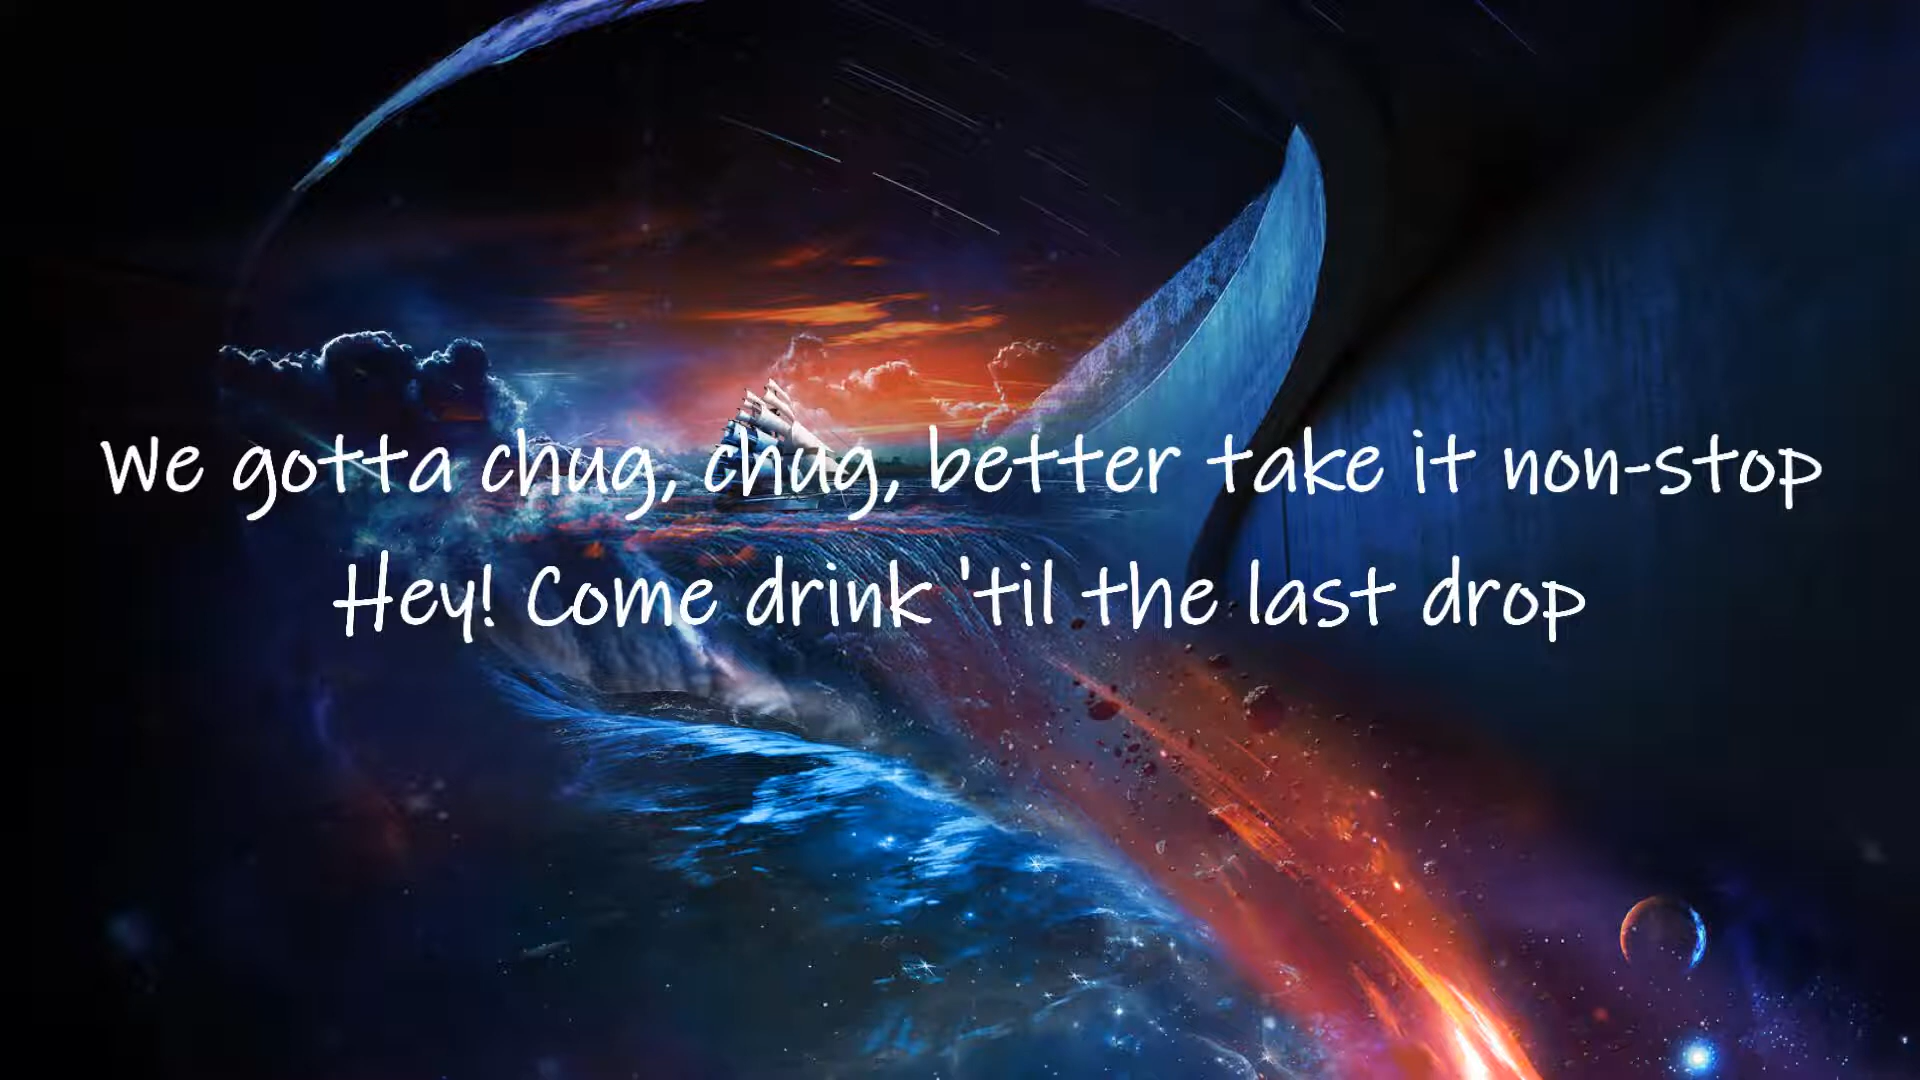 We gotta chug, chug, better take it non-stop
Hey! Come drink 'til the last drop